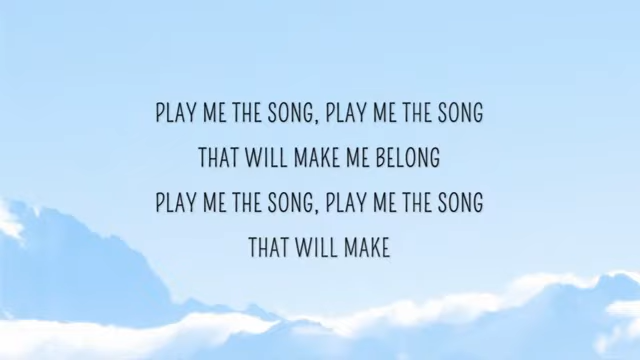 PLAY ME THE SONG, PLAY ME THE SONG
THAT WILL MAKE ME BELONG
PLAY ME THE SONG, PLAY ME THE SONG
THAT WILL MAKE